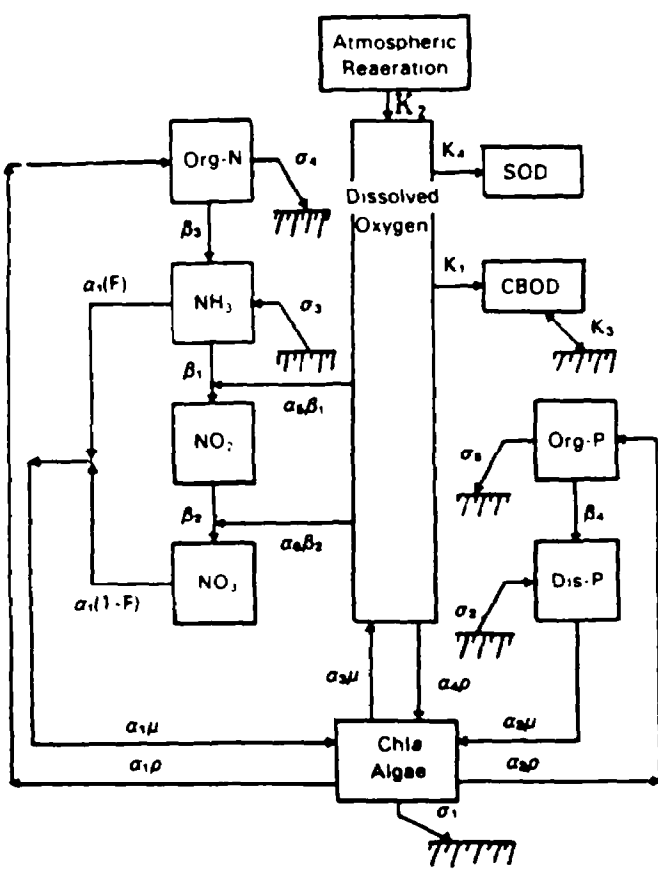 Atmospheric
Reaeration
K₂
Org-N
σ₄
K₄
SOD
Dissolved
Oxygen
β₃
K₁
CBOD
α₁(F)
NH₃
σ₃
K₃
β₁
α₅β₁
NO₂
Org-P
σ₅
β₂
α₆β₂
β₄
NO₃
Dis-P
α₁(1-F)
σ₂
α₃μ
α₄ρ
α₁μ
α₂μ
Chla
Algae
α₁ρ
α₂ρ
σ₁